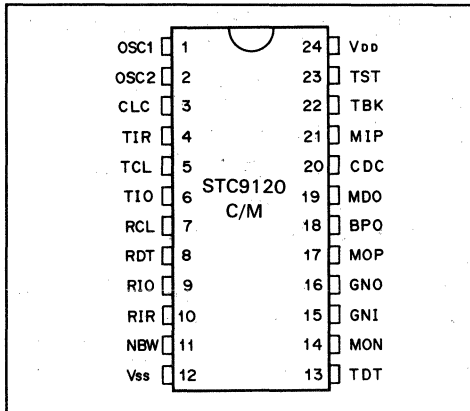 OSC1 1 24 VDD
OSC2 2 23 TST
CLC 3 22 TBK
TIR 4 21 MIP
TCL 5 20 CDC
TIO 6 19 MDO
STC9120
C/M
RCL 7 18 BPO
RDT 8 17 MOP
RIO 9 16 GNO
RIR 10 15 GNI
NBW 11 14 MON
Vss 12 13 TDT